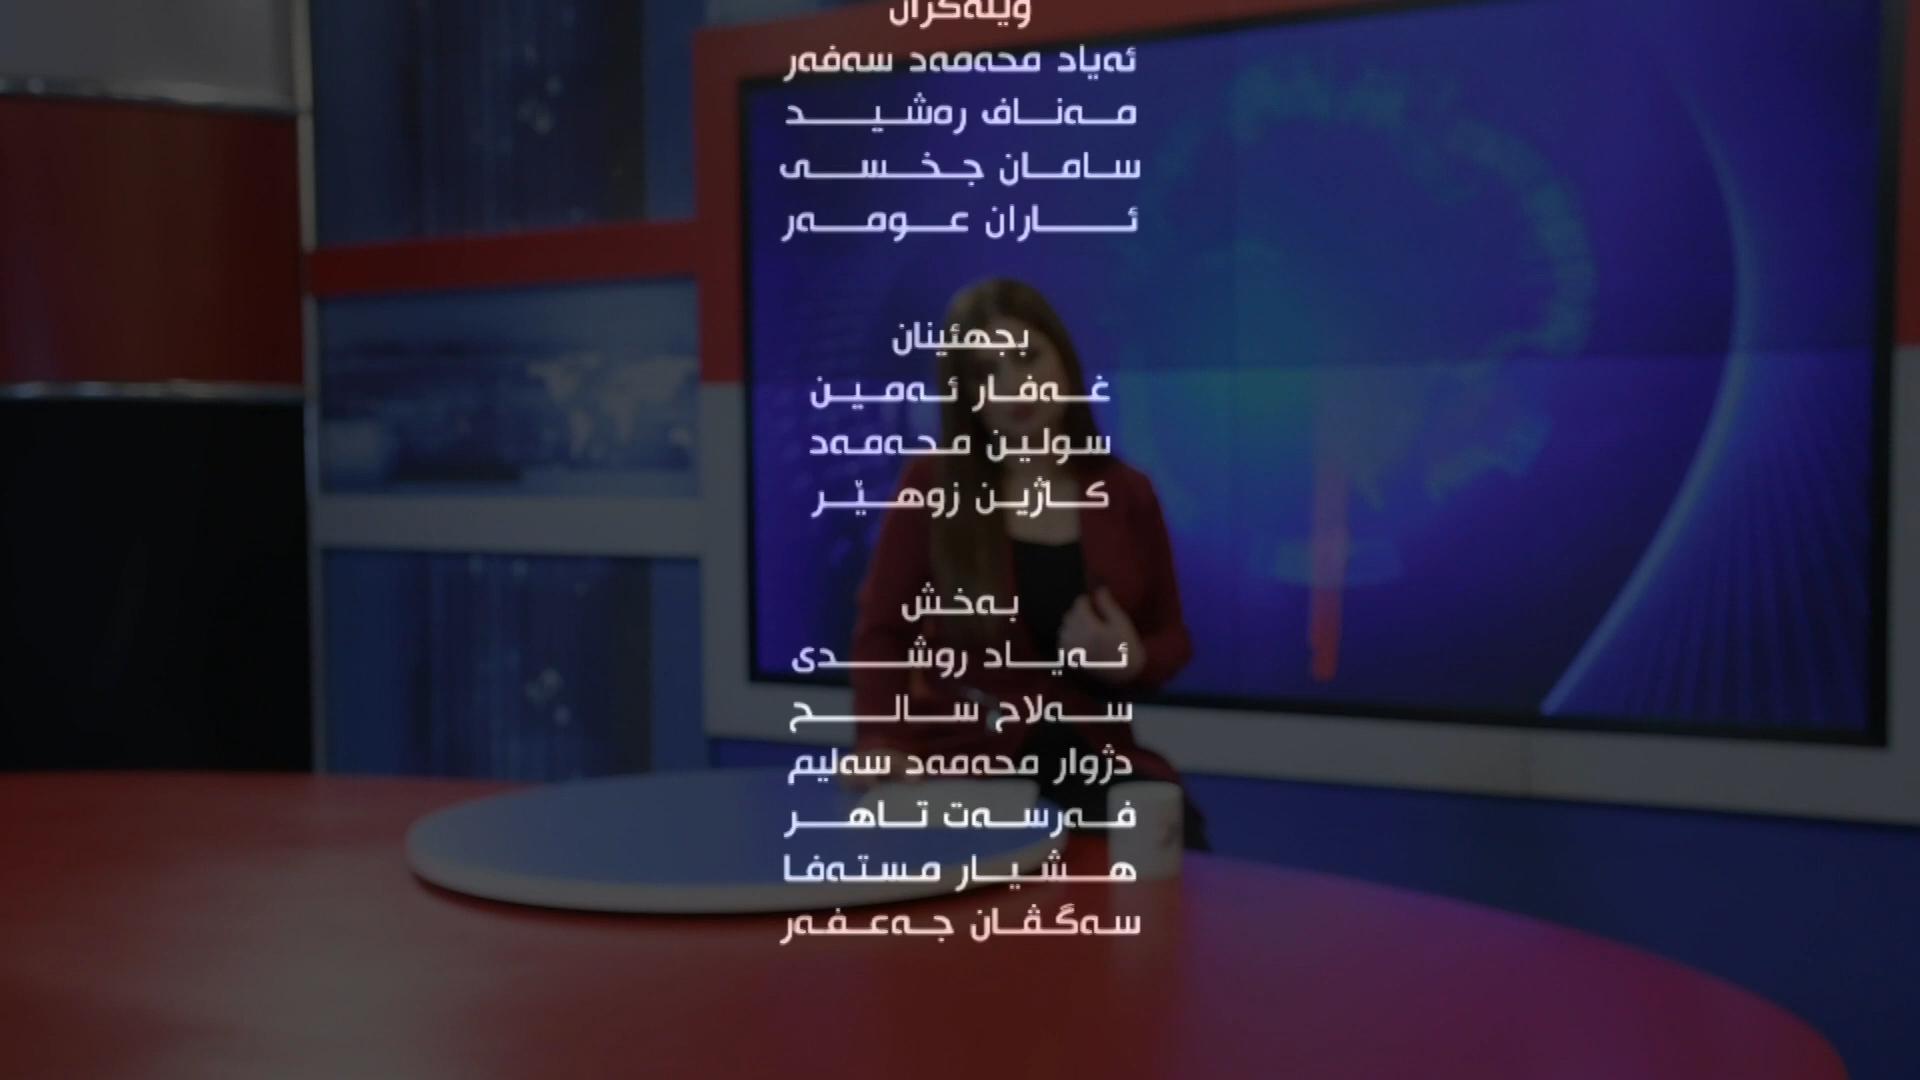 وێنەگران
ئەیاد محەمەد سەفەر
مەناف رەشید
سامان جخسی
ئاران عومەر
بجهئینان
غەفار ئەمین
سولین محەمەد
کاژین زوهێر
بەخش
ئەیاد روشدی
سەلاح سالح
دژوار محەمەد سەلیم
فەرسەت تاهر
هشیار مستەفا
سەگڤان جەعفەر